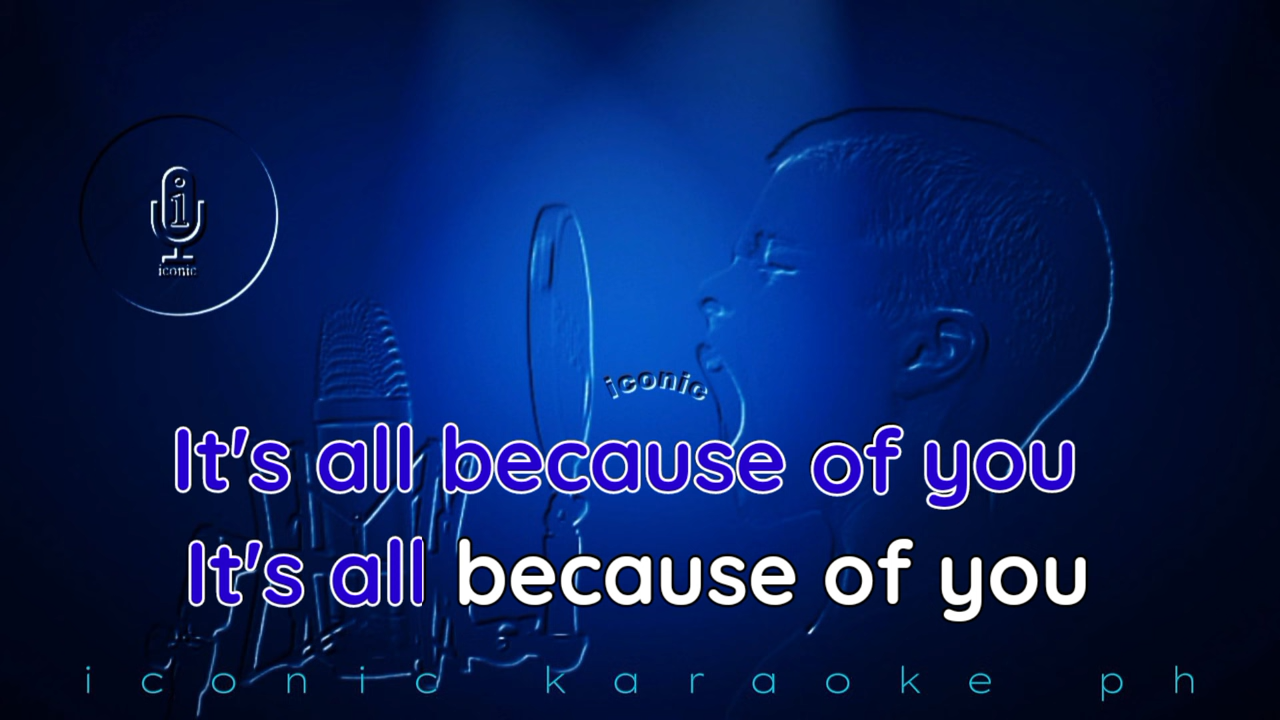 i
iconic
iconic
It's all because of you
It's all because of you
iconic karaoke ph